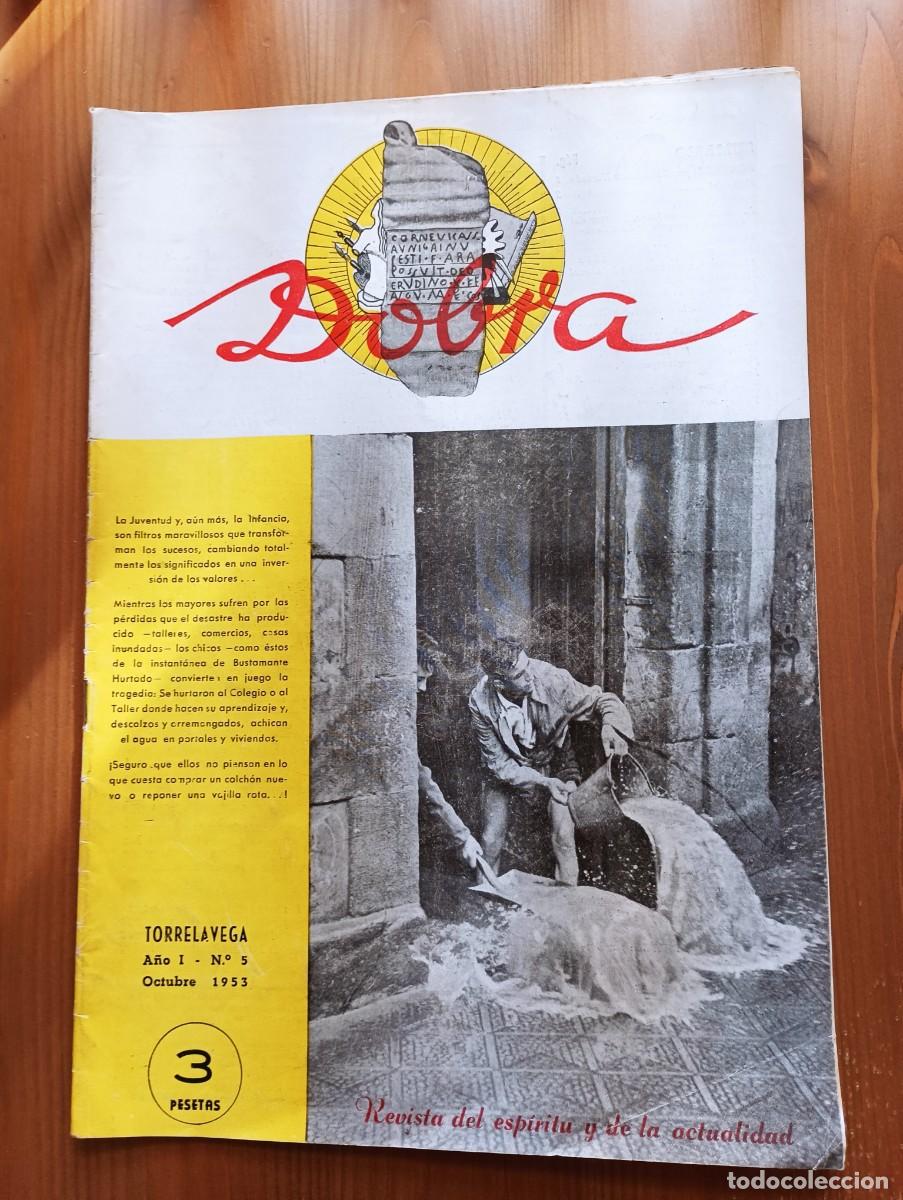 CORNEVICASS
AVNIGAINV
CESTI·F·ARA
POSSVIT·DEO
ERVDINO·X·
Dobra
La Juventud y, aún más, la Infancia,
son filtros maravillosos que transfor-
man los sucesos, cambiando total-
mente los significados en una inver-
sión de los valores . . .
Mientras los mayores sufren por las
pérdidas que el desastre ha produ-
cido —talleres, comercios, casas
inundadas— los chicos —como éstos
de la instantánea de Bustamante
Hurtado— convierten en juego la
tragedia: Se hurtaron al Colegio o al
Taller donde hacen su aprendizaje y,
descalzos y arremangados, achican
el agua en portales y viviendas.
¡Seguro que ellos no piensan en lo
que cuesta comprar un colchón nue-
vo o reponer una vajilla rota. . .!
TORRELAVEGA
Año I - N.º 5
Octubre 1953
3
PESETAS
Revista del espíritu y de la actualidad
todocoleccion